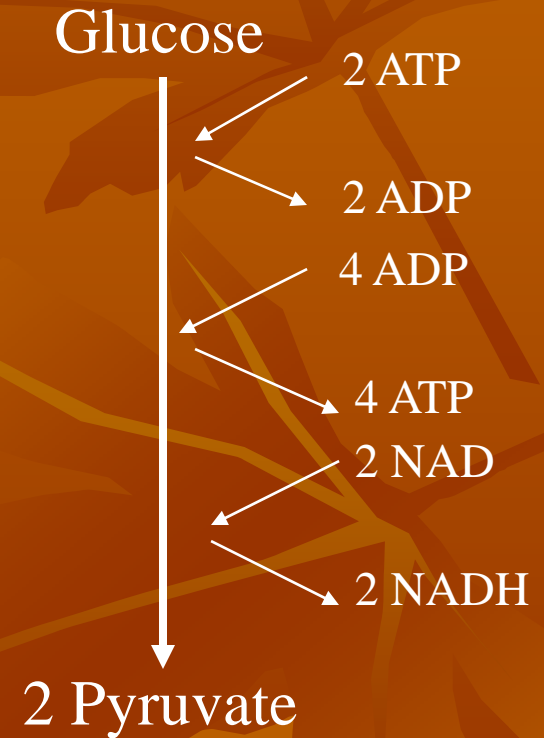 Glucose
2 ATP
2 ADP
4 ADP
4 ATP
2 NAD
2 NADH
2 Pyruvate